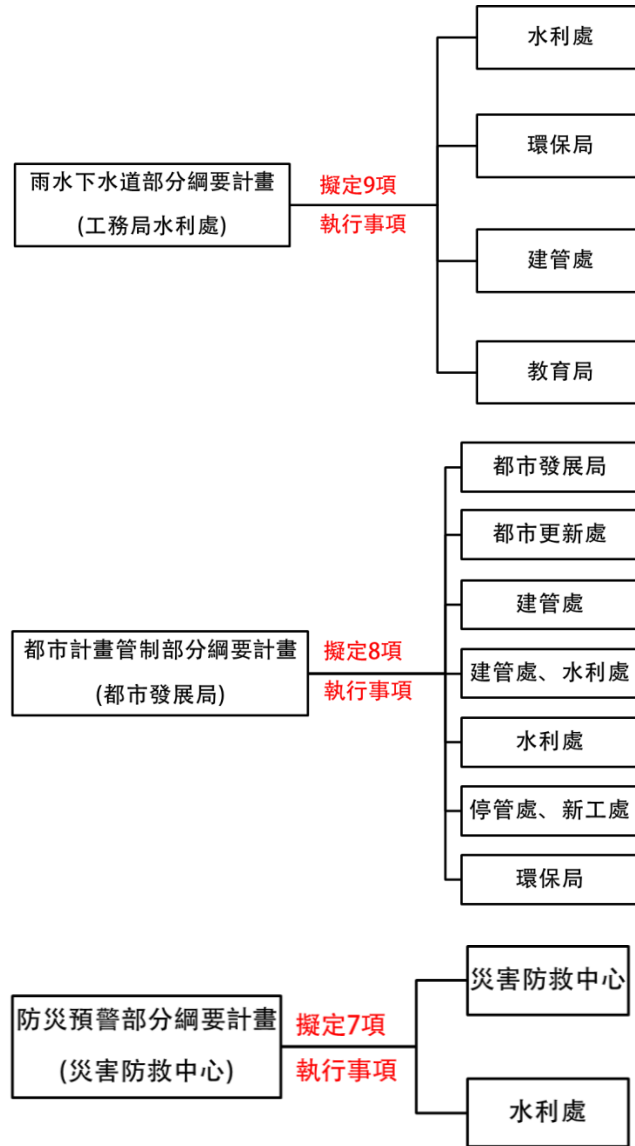 雨水下水道部分綱要計畫
(工務局水利處)
擬定9項
執行事項
水利處
環保局
建管處
教育局
都市計畫管制部分綱要計畫
(都市發展局)
擬定8項
執行事項
都市發展局
都市更新處
建管處
建管處、水利處
水利處
停管處、新工處
環保局
防災預警部分綱要計畫
(災害防救中心)
擬定7項
執行事項
災害防救中心
水利處